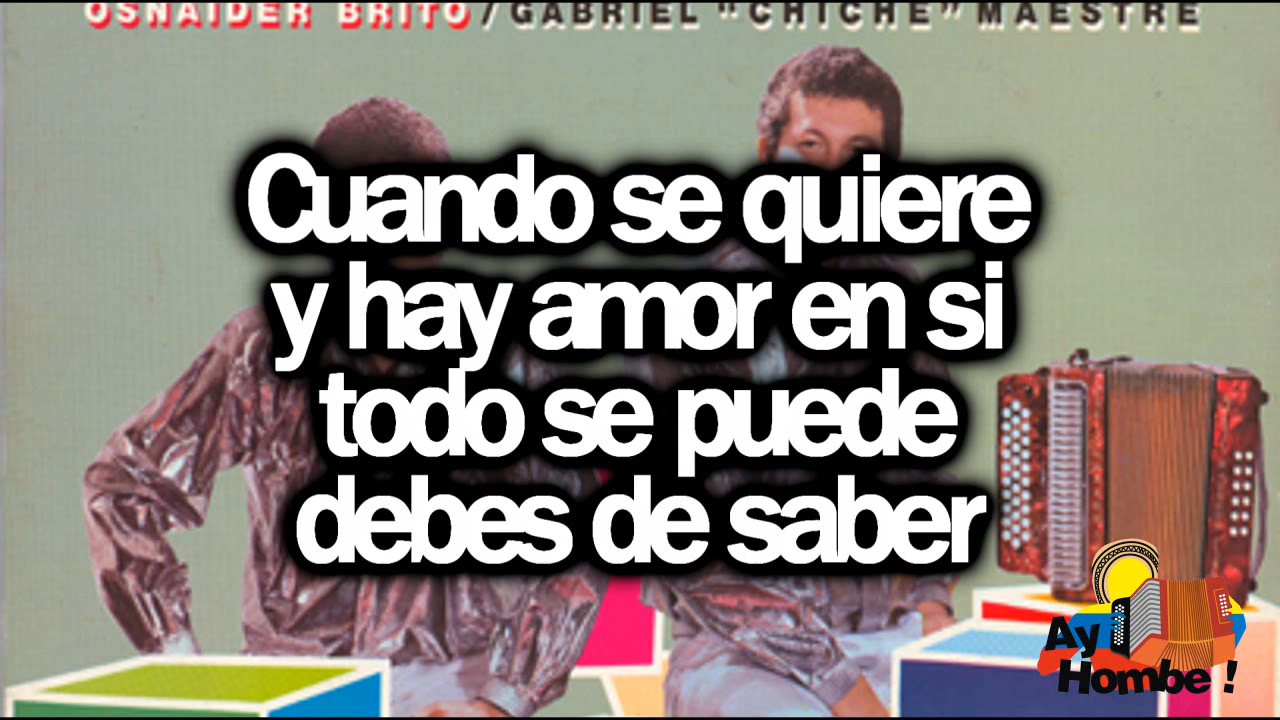 OSNAIDER BRITO / GABRIEL "CHICHE" MAESTRE
Cuando se quiere
y hay amor en si
todo se puede
debes de saber
Ay
Hombe !